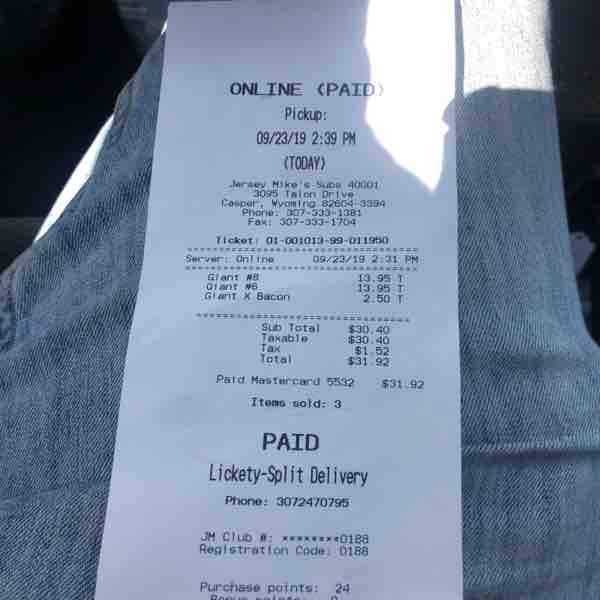 ONLINE (PAID)
Pickup:
09/23/19 2:39 PM
(TODAY)
Jersey Mike's Subs 40001
3095 Talon Drive
Casper, Wyoming 82604-3394
Phone: 307-333-1381
Fax: 307-333-1704
Ticket: 01-001013-99-011950
==================================
Server: Online 09/23/19 2:31 PM
==================================
Giant #8 13.95 T
Giant #6 13.95 T
Giant X Bacon 2.50 T
==================================
Sub Total $30.40
Taxable $30.40
Tax $1.52
Total $31.92
Paid Mastercard 5532 $31.92
Items sold: 3
PAID
Lickety-Split Delivery
Phone: 3072470795
JM Club #: ********0188
Registration Code: 0188
Purchase points: 24
Bonus points: 0